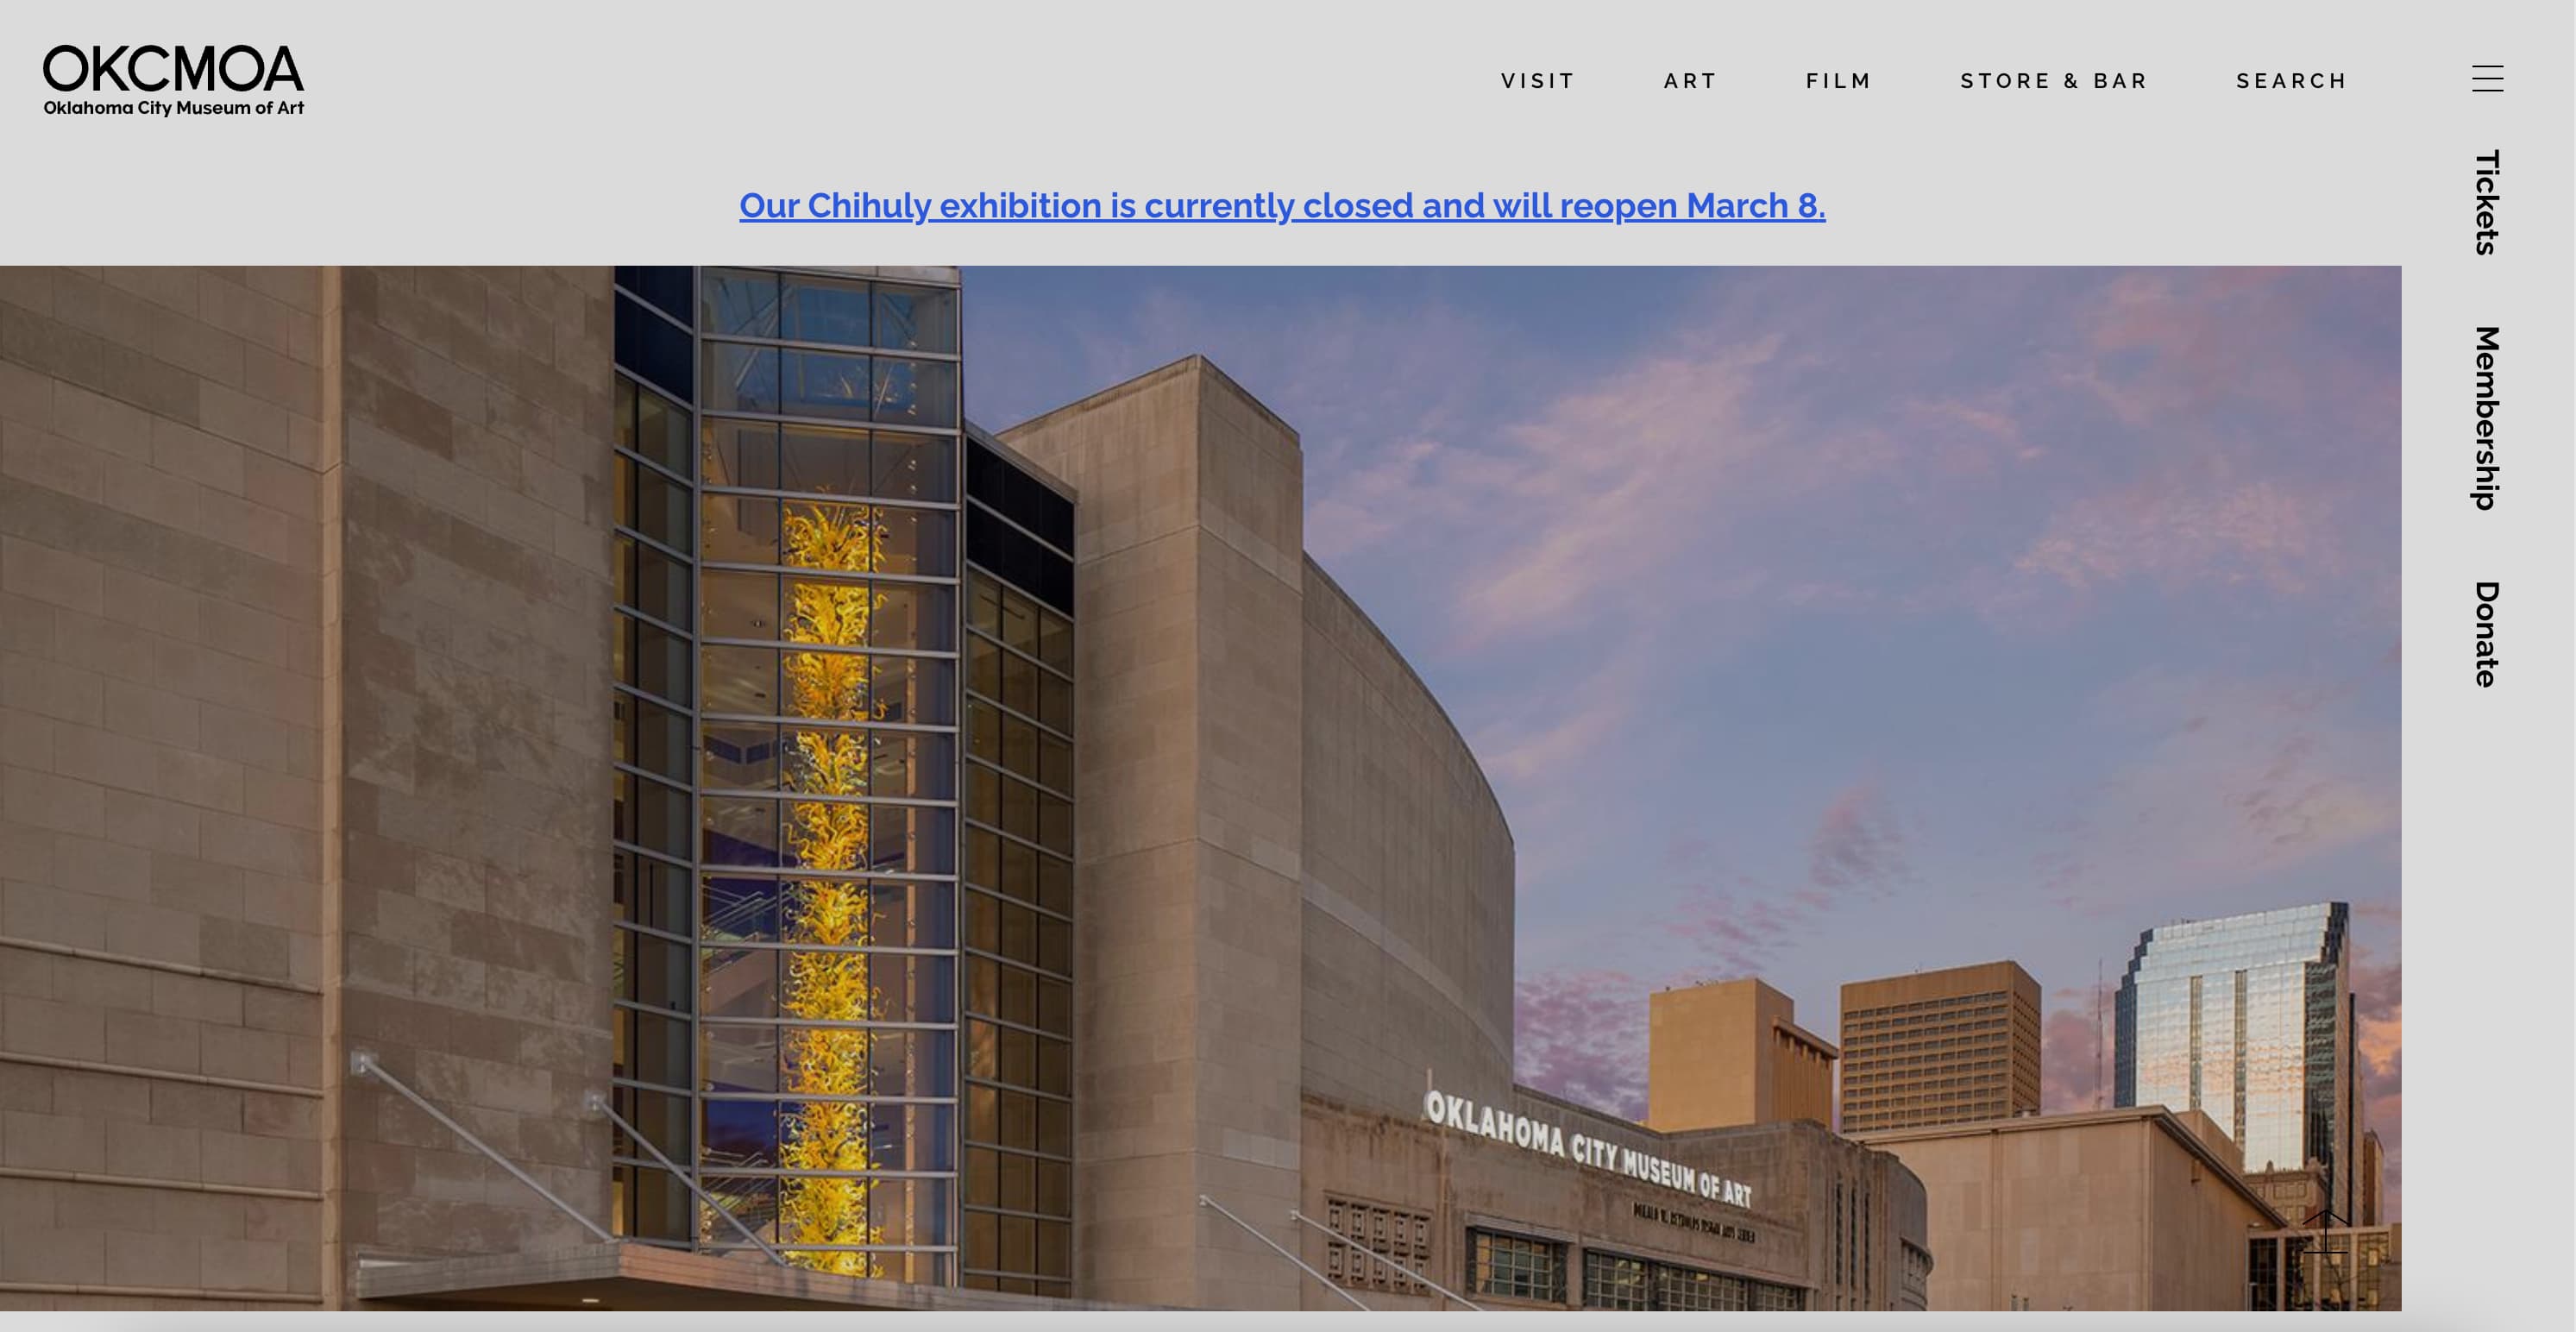 OKCMOA
Oklahoma City Museum of Art
VISIT
ART
FILM
STORE & BAR
SEARCH
Tickets
Membership
Donate
Our Chihuly exhibition is currently closed and will reopen March 8.
OKLAHOMA CITY MUSEUM OF ART